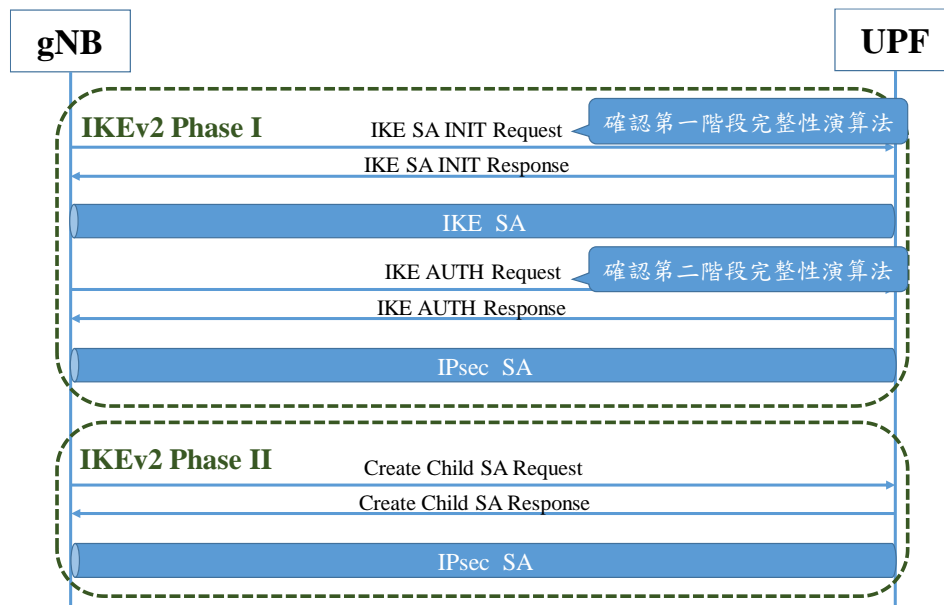 gNB
UPF
IKEv2 Phase I
IKE SA INIT Request
確認第一階段完整性演算法
IKE SA INIT Response
IKE SA
IKE AUTH Request
確認第二階段完整性演算法
IKE AUTH Response
IPsec SA
IKEv2 Phase II
Create Child SA Request
Create Child SA Response
IPsec SA